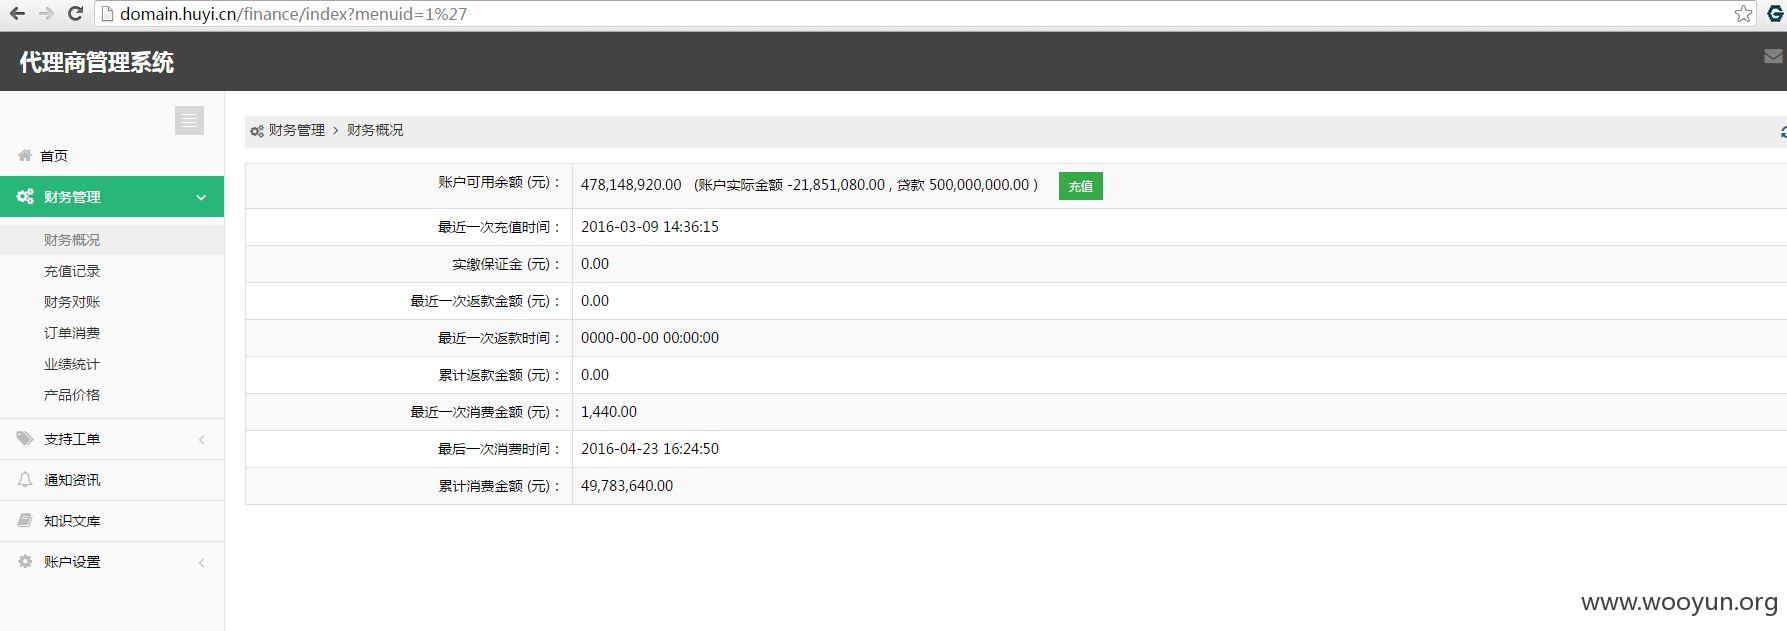 domain.huyi.cn/finance/index?menuid=1%27
代理商管理系统
首页
财务管理
财务概况
充值记录
财务对账
订单消费
业绩统计
产品价格
支持工单
通知资讯
知识文库
账户设置
财务管理 > 财务概况
账户可用余额 (元)： 478,148,920.00 (账户实际金额 -21,851,080.00 , 贷款 500,000,000.00 ) 充值
最近一次充值时间： 2016-03-09 14:36:15
实缴保证金 (元)： 0.00
最近一次返款金额 (元)： 0.00
最近一次返款时间： 0000-00-00 00:00:00
累计返款金额 (元)： 0.00
最近一次消费金额 (元)： 1,440.00
最后一次消费时间： 2016-04-23 16:24:50
累计消费金额 (元)： 49,783,640.00
www.wooyun.org